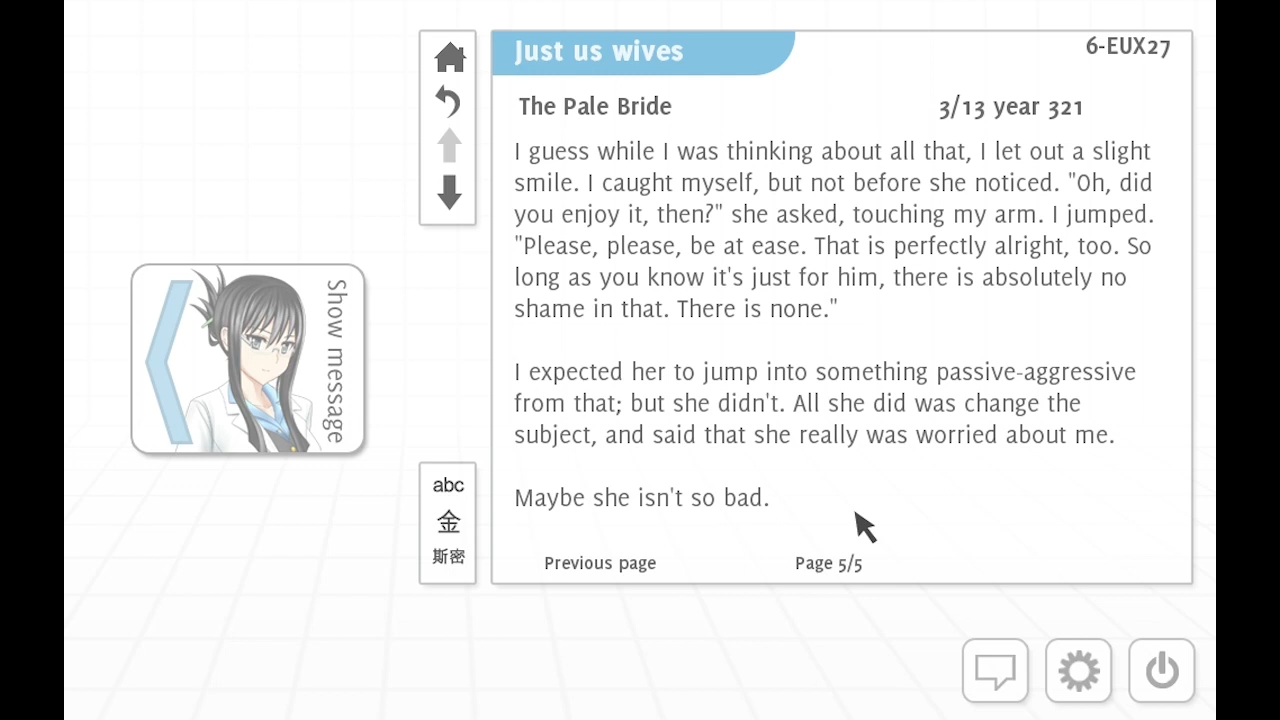 Just us wives
6-EUX27
The Pale Bride
3/13 year 321
I guess while I was thinking about all that, I let out a slight
smile. I caught myself, but not before she noticed. "Oh, did
you enjoy it, then?" she asked, touching my arm. I jumped.
"Please, please, be at ease. That is perfectly alright, too. So
long as you know it's just for him, there is absolutely no
shame in that. There is none."
I expected her to jump into something passive-aggressive
from that; but she didn't. All she did was change the
subject, and said that she really was worried about me.
Maybe she isn't so bad.
Previous page
Page 5/5
Show message
abc
金
斯密